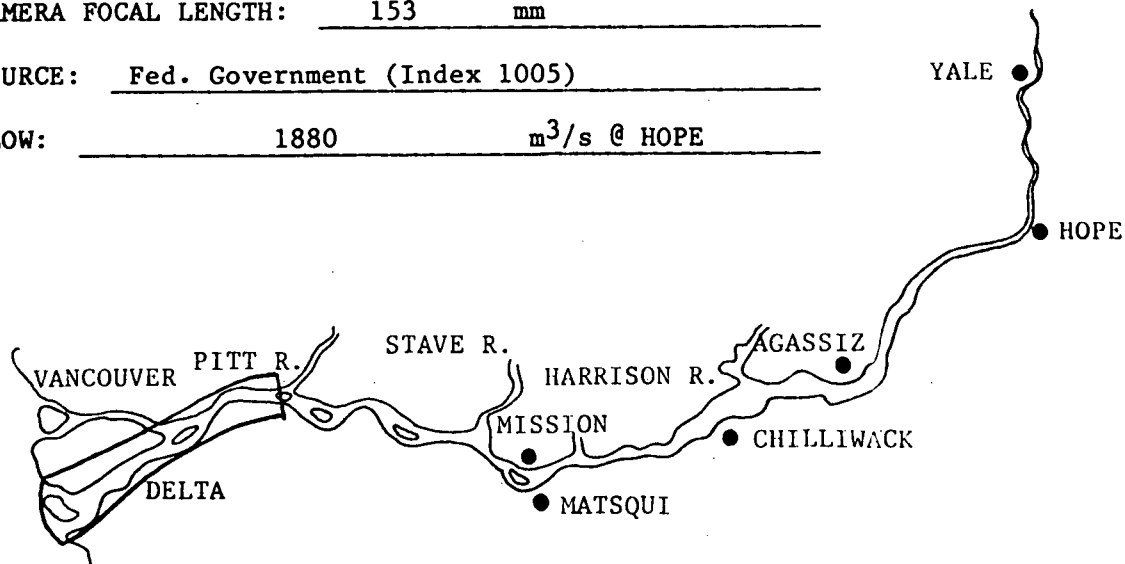 MERA FOCAL LENGTH: 153 mm
URCE: Fed. Government (Index 1005)
LOW: 1880 m³/s @ HOPE
YALE
HOPE
STAVE R.
AGASSIZ
PITT R.
VANCOUVER
HARRISON R.
MISSION
CHILLIWACK
DELTA
MATSQUI